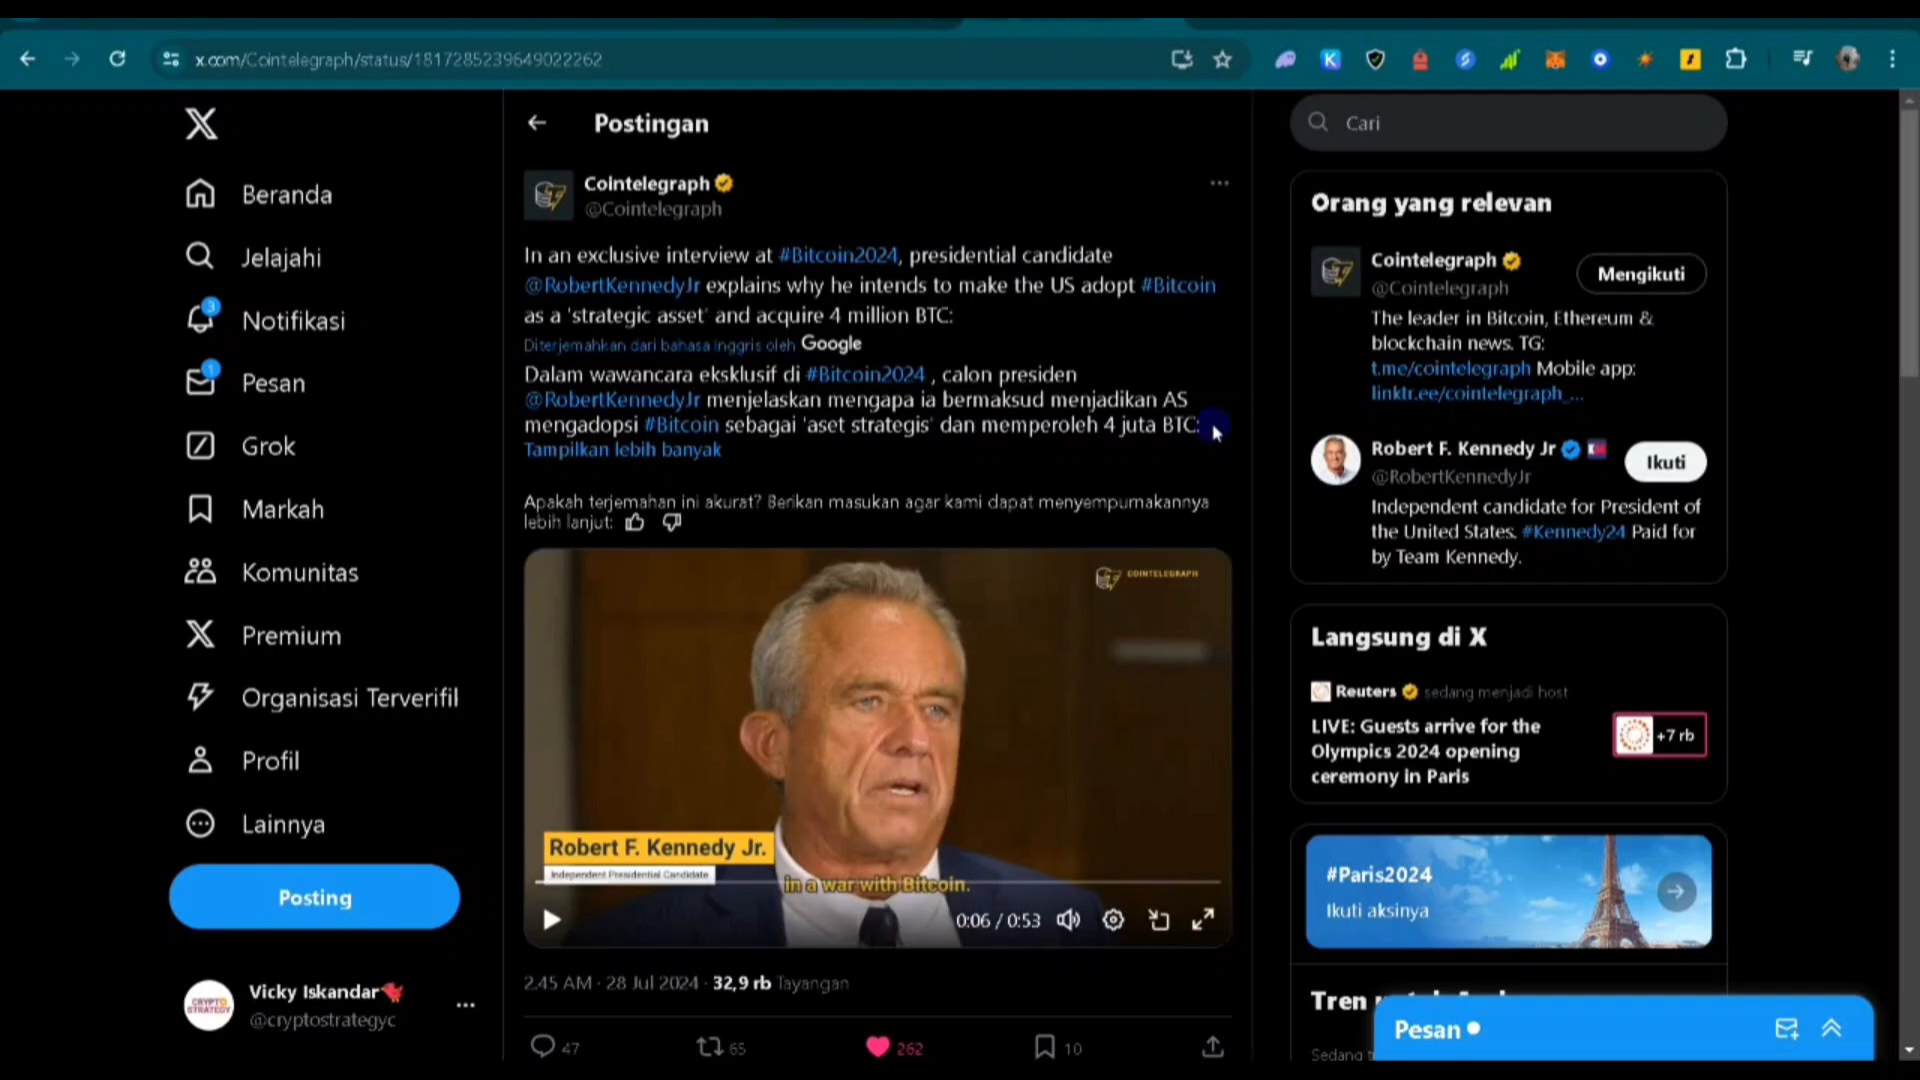 x.com/Cointelegraph/status/1817285239649022262
Beranda
Jelajahi
3
Notifikasi
1
Pesan
Grok
Markah
Komunitas
Premium
Organisasi Terverifil
Profil
Lainnya
Posting
CRYPTO
STRATEGY
Vicky Iskandar
@cryptostrategyc
Postingan
Cointelegraph
@Cointelegraph
In an exclusive interview at #Bitcoin2024, presidential candidate
@RobertKennedyJr explains why he intends to make the US adopt #Bitcoin
as a 'strategic asset' and acquire 4 million BTC:
Diterjemahkan dari bahasa Inggris oleh Google
Dalam wawancara eksklusif di #Bitcoin2024 , calon presiden
@RobertKennedyJr menjelaskan mengapa ia bermaksud menjadikan AS
mengadopsi #Bitcoin sebagai 'aset strategis' dan memperoleh 4 juta BTC:
Tampilkan lebih banyak
Apakah terjemahan ini akurat? Berikan masukan agar kami dapat menyempurnakannya
lebih lanjut:
COINTELEGRAPH
Robert F. Kennedy Jr.
Independent Presidential Candidate
in a war with Bitcoin.
0:06 / 0:53
2.45 AM · 28 Jul 2024 · 32,9 rb Tayangan
47
65
262
10
Cari
Orang yang relevan
Cointelegraph
@Cointelegraph
Mengikuti
The leader in Bitcoin, Ethereum &
blockchain news. TG:
t.me/cointelegraph Mobile app:
linktr.ee/cointelegraph_...
Robert F. Kennedy Jr
@RobertKennedyJr
Ikuti
Independent candidate for President of
the United States. #Kennedy24 Paid for
by Team Kennedy.
Langsung di X
Reuters sedang menjadi host
LIVE: Guests arrive for the
Olympics 2024 opening
ceremony in Paris
+7 rb
#Paris2024
Ikuti aksinya
Tren
Pesan